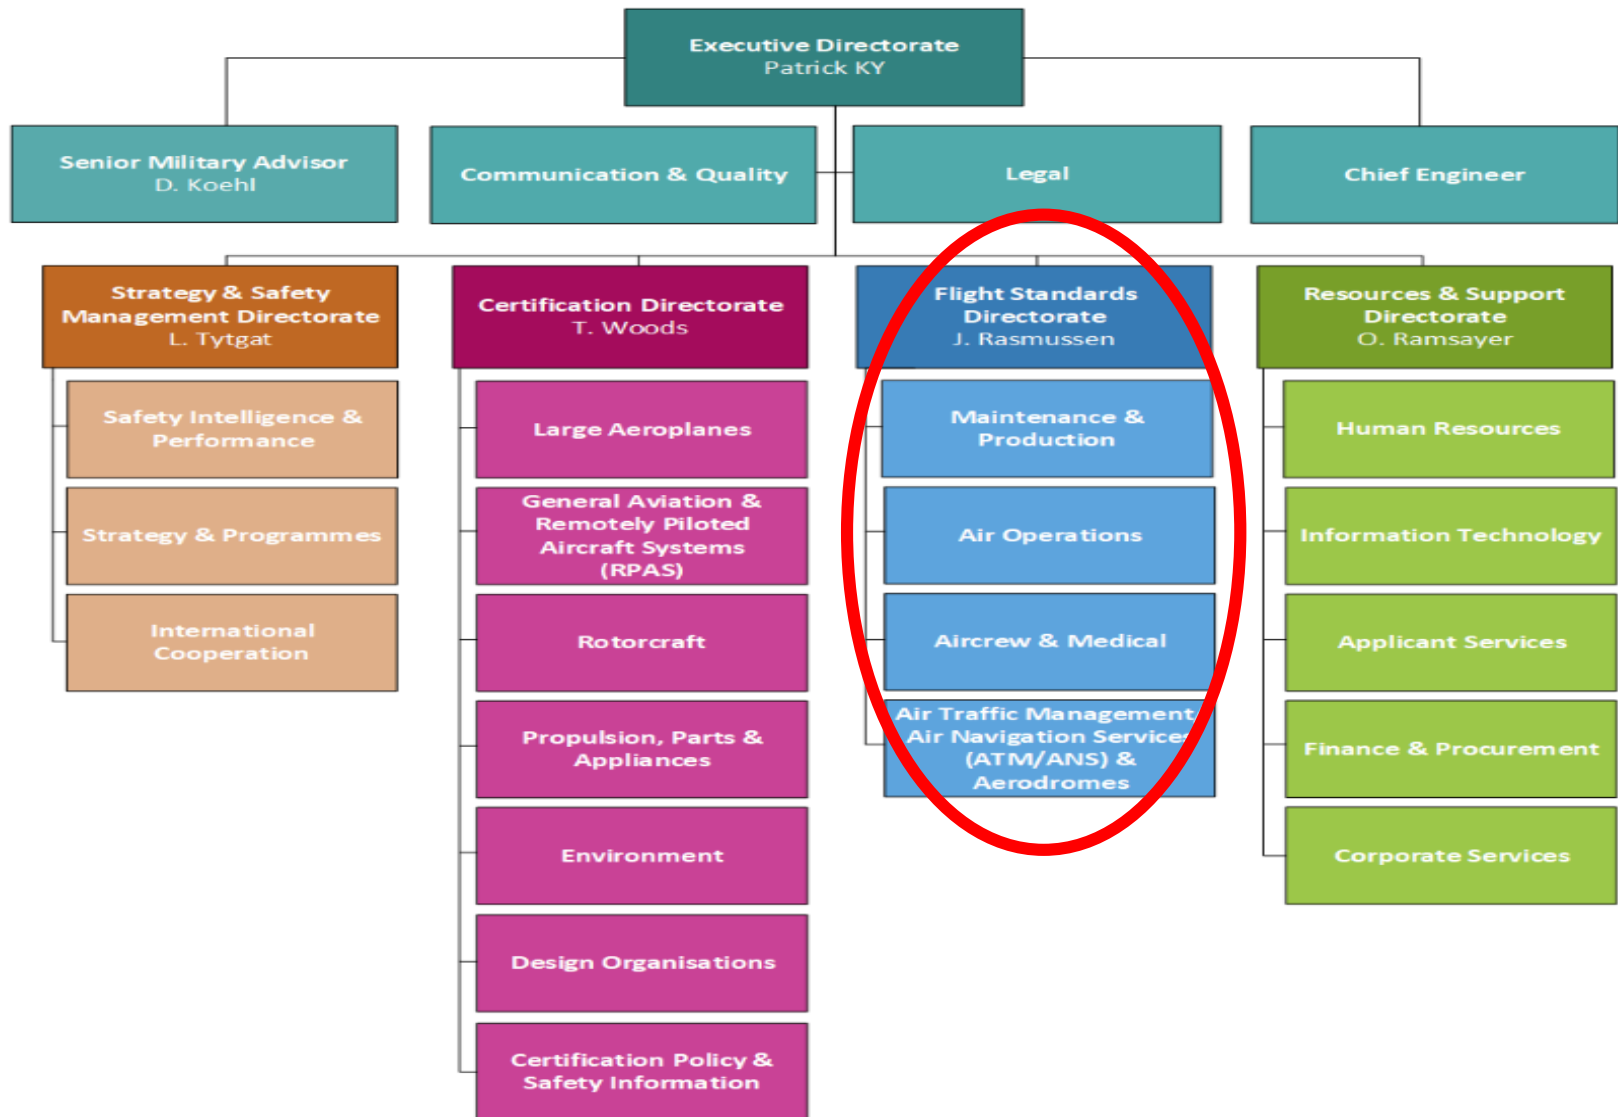 Executive Directorate
Patrick KY
Senior Military Advisor
D. Koehl
Communication & Quality
Legal
Chief Engineer
Strategy & Safety
Management Directorate
L. Tytgat
Safety Intelligence &
Performance
Strategy & Programmes
International
Cooperation
Certification Directorate
T. Woods
Large Aeroplanes
General Aviation &
Remotely Piloted
Aircraft Systems
(RPAS)
Rotorcraft
Propulsion, Parts &
Appliances
Environment
Design Organisations
Certification Policy &
Safety Information
Flight Standards
Directorate
J. Rasmussen
Maintenance &
Production
Air Operations
Aircrew & Medical
Air Traffic Management
Air Navigation Services
(ATM/ANS) &
Aerodromes
Resources & Support
Directorate
O. Ramsayer
Human Resources
Information Technology
Applicant Services
Finance & Procurement
Corporate Services